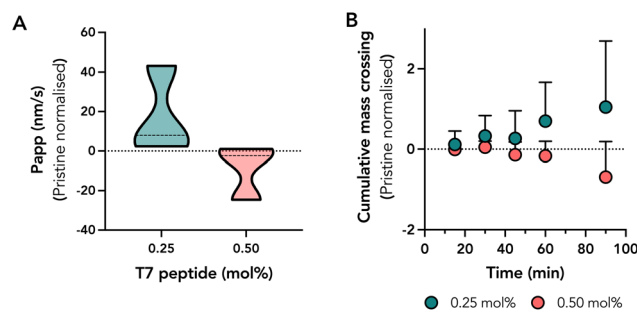 A
Papp (nm/s)
(Pristine normalised)
60
40
20
0
-20
-40
0.25 0.50
T7 peptide (mol%)
B
Cumulative mass crossing
(Pristine normalised)
2
0
-2
0 20 40 60 80 100
Time (min)
0.25 mol% 0.50 mol%